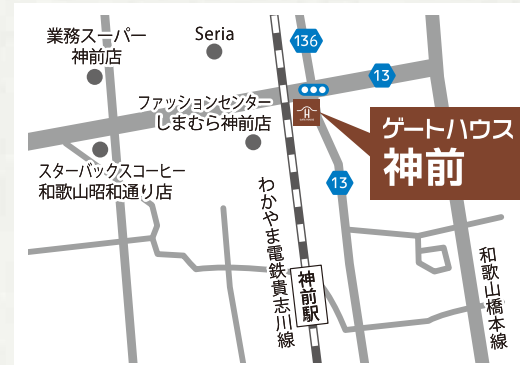 業務スーパー
神前店
Seria
136
13
ファッションセンター
しまむら神前店
ゲートハウス
神前
スターバックスコーヒー
和歌山昭和通り店
13
わかやま電鉄貴志川線
神前駅
和歌山橋本線